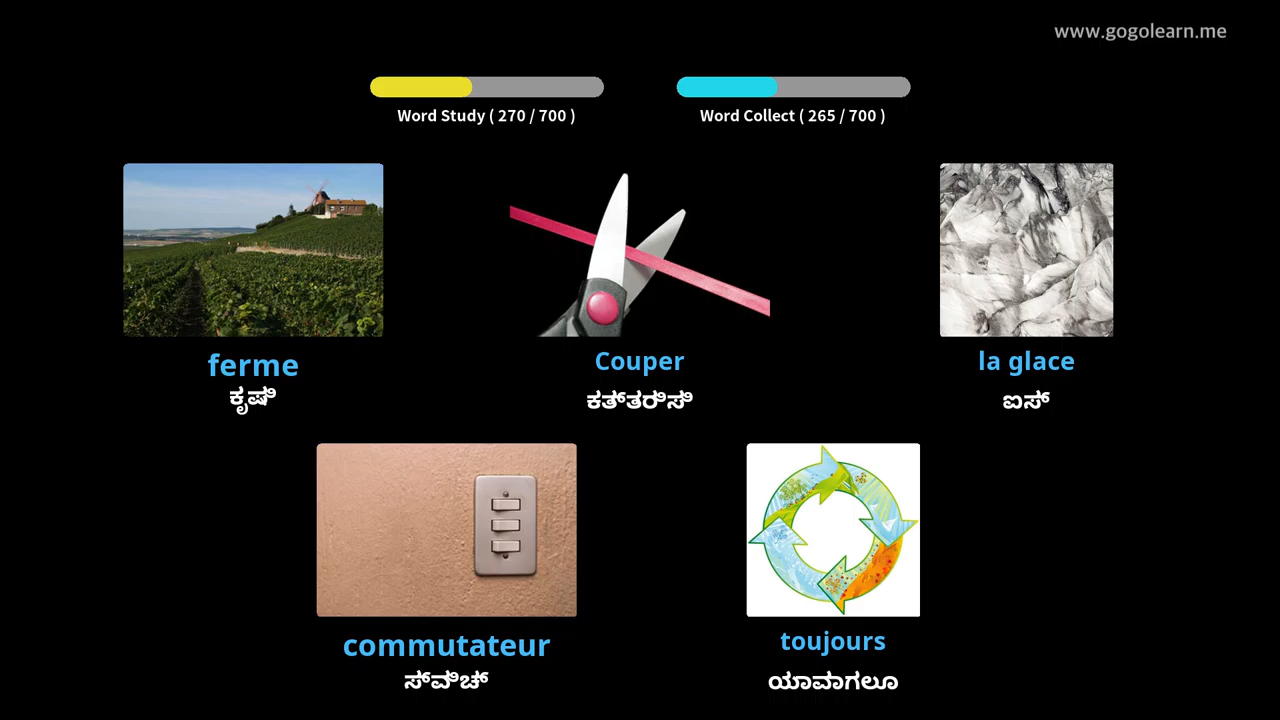 www.gogolearn.me
Word Study ( 270 / 700 )
Word Collect ( 265 / 700 )
ferme
ಕೃಷಿ
Couper
ಕತ್ತರಿಸಿ
la glace
ಐಸ್
commutateur
ಸ್ವಿಚ್
toujours
ಯಾವಾಗಲೂ